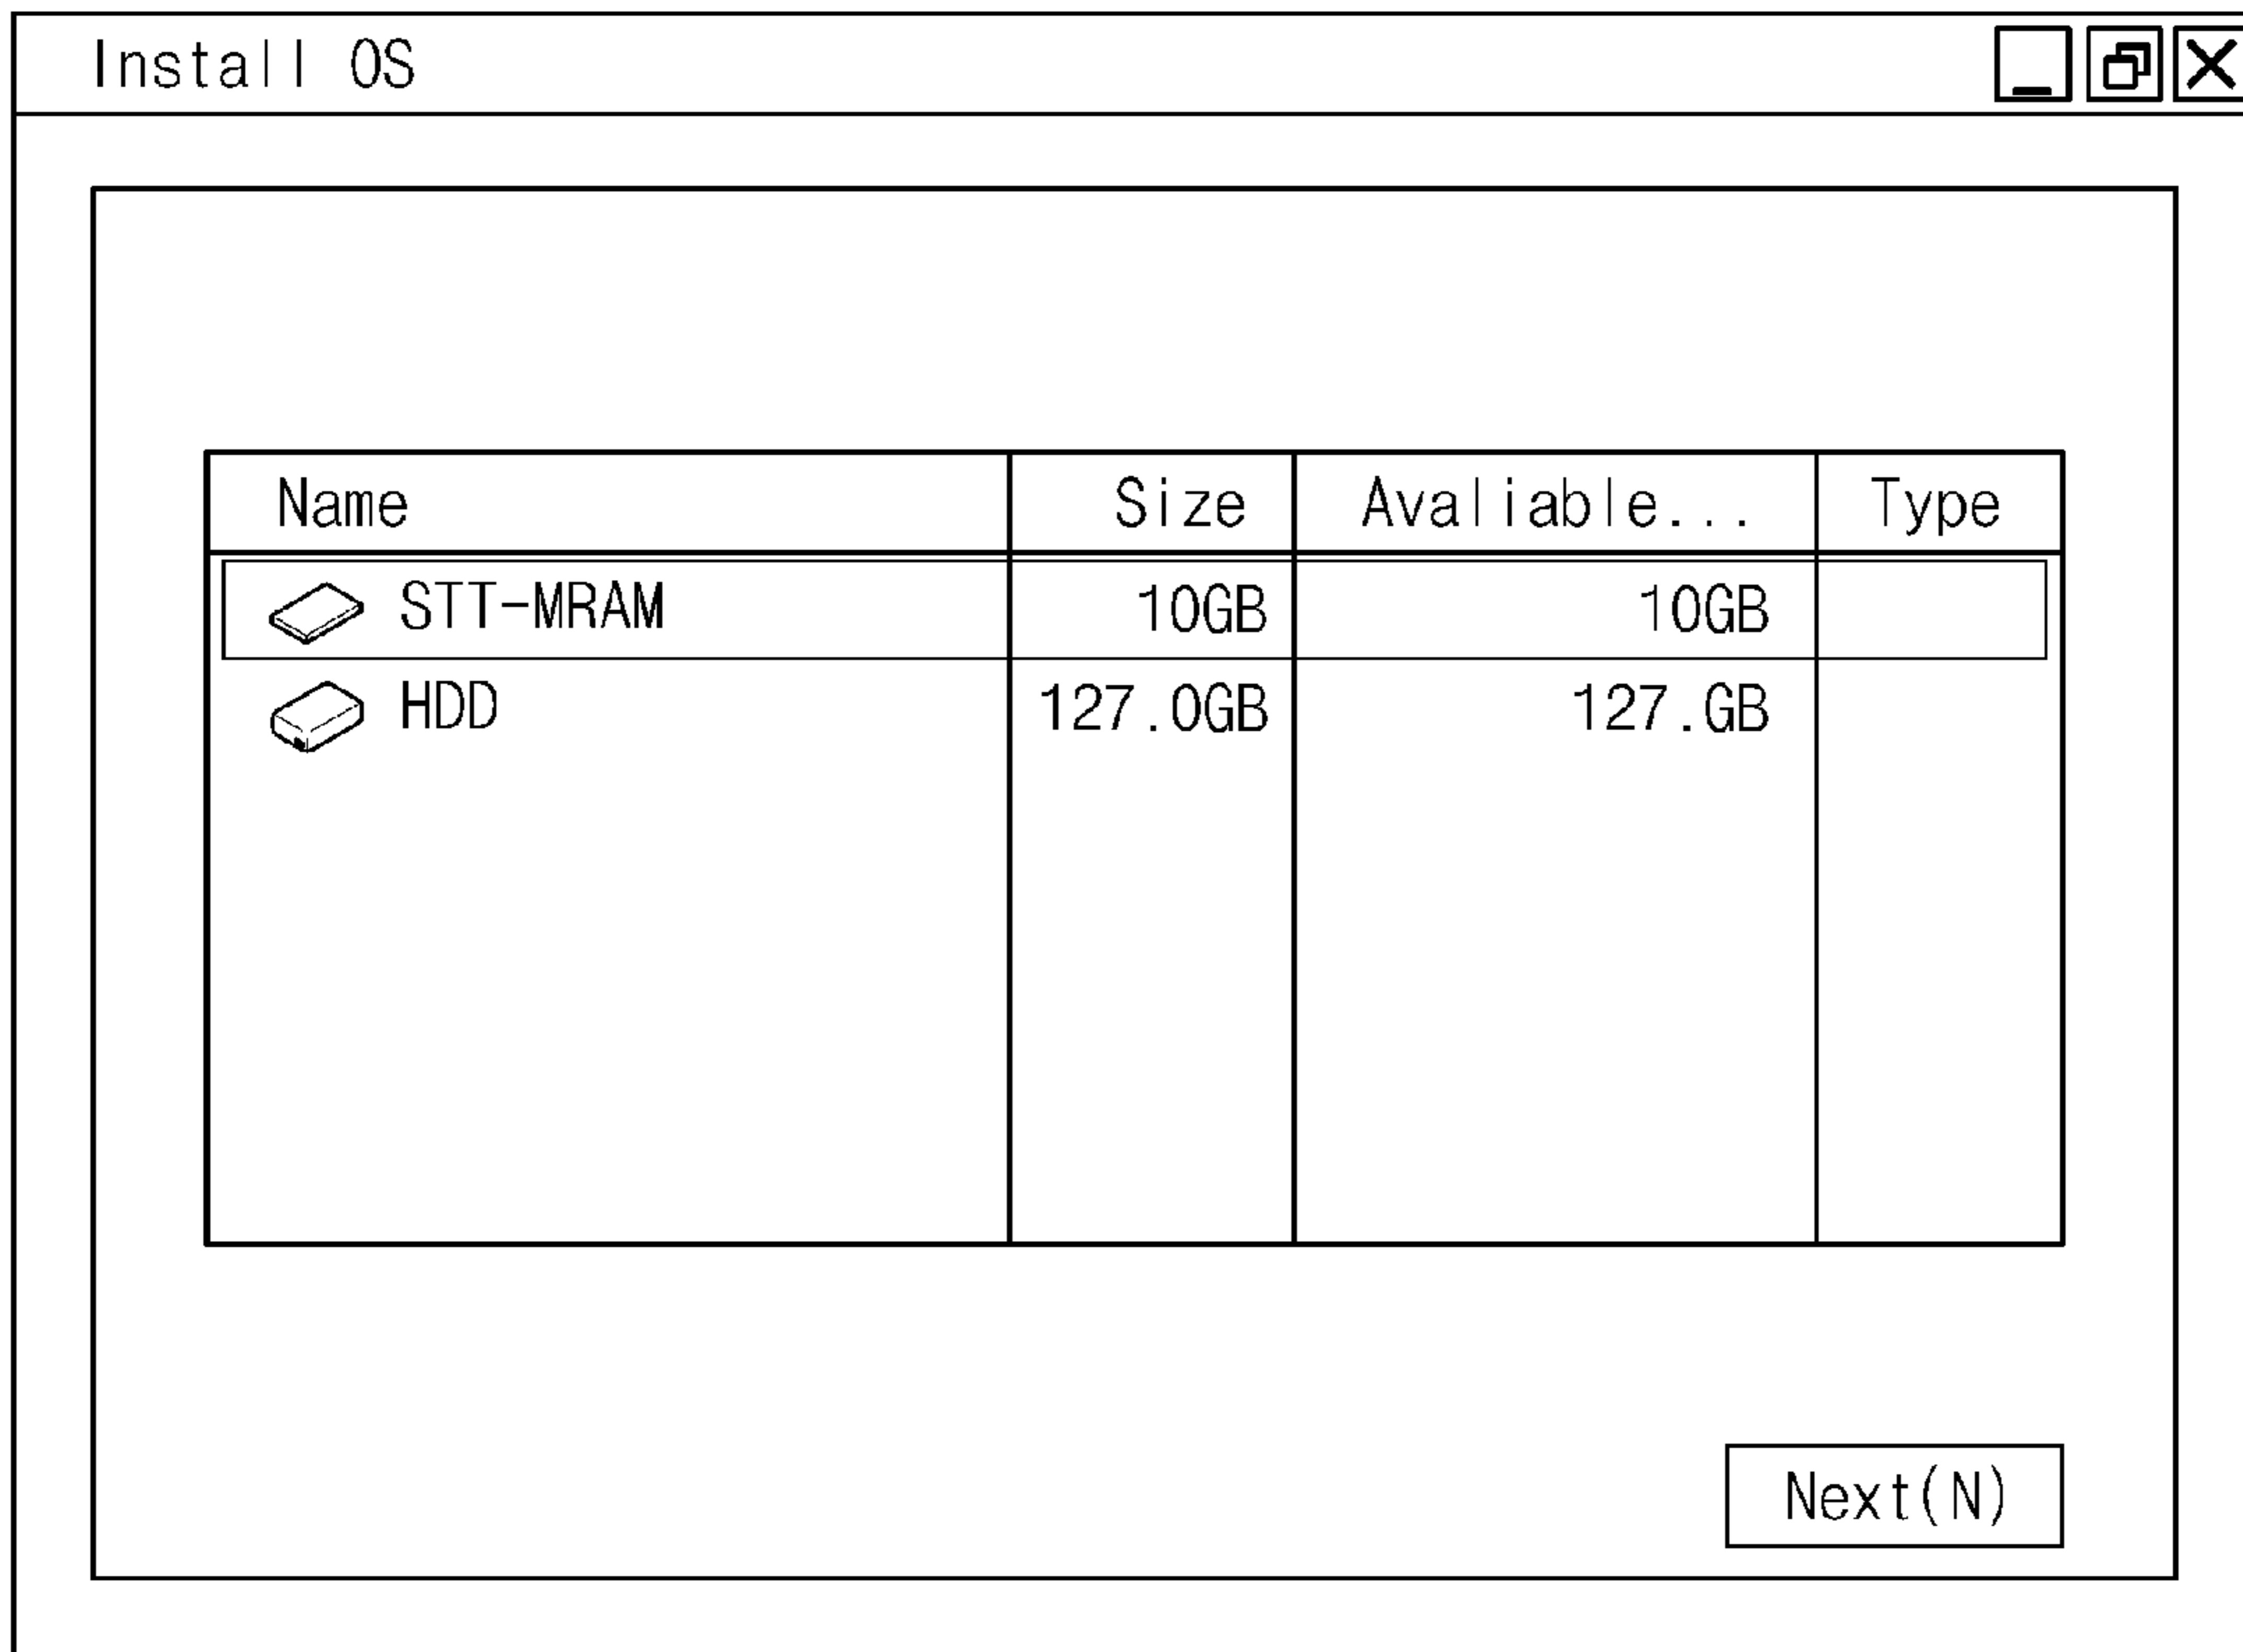 Install OS
Name Size Avaliable... Type
STT-MRAM 10GB 10GB
HDD 127.0GB 127.GB
Next(N)